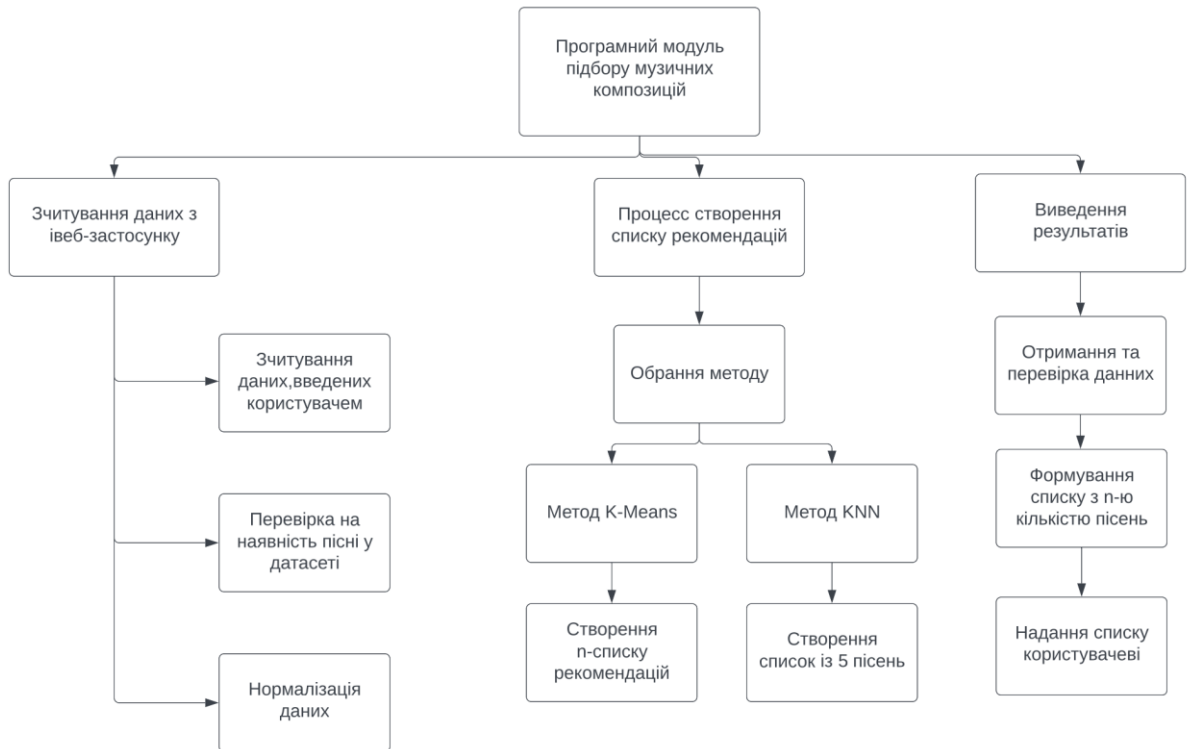 Програмний модуль
підбору музичних
композицій
Зчитування даних з
івеб-застосунку
Процесс створення
списку рекомендацій
Виведення
результатів
Зчитування
даних,введених
користувачем
Перевірка на
наявність пісні у
датасеті
Нормалізація
даних
Обрання методу
Метод K-Means
Метод KNN
Створення
n-списку
рекомендацій
Створення
список із 5 пісень
Отримання та
перевірка данних
Формування
списку з n-ю
кількістю пісень
Надання списку
користувачеві